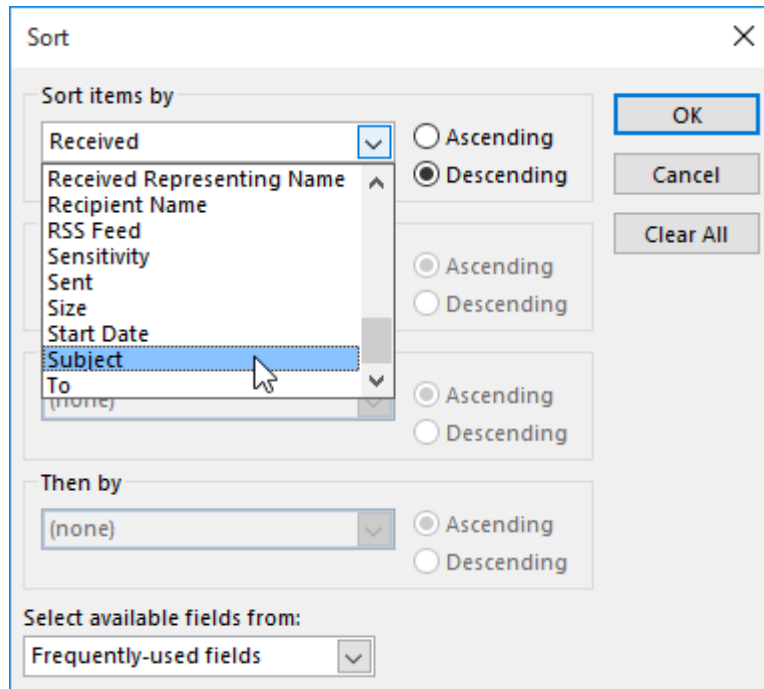 Sort
Sort items by
Received
Ascending
Descending
OK
Cancel
Clear All
Received Representing Name
Recipient Name
RSS Feed
Sensitivity
Sent
Size
Start Date
Subject
To
Ascending
Descending
(none)
Ascending
Descending
Then by
(none)
Ascending
Descending
Select available fields from:
Frequently-used fields